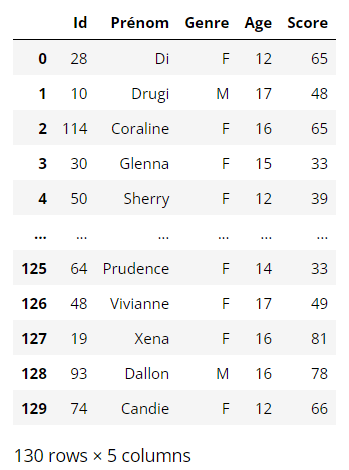 Id Prénom Genre Age Score
0 28 Di F 12 65
1 10 Drugi M 17 48
2 114 Coraline F 16 65
3 30 Glenna F 15 33
4 50 Sherry F 12 39
... ... ... ... ... ...
125 64 Prudence F 14 33
126 48 Vivianne F 17 49
127 19 Xena F 16 81
128 93 Dallon M 16 78
129 74 Candie F 12 66
130 rows × 5 columns